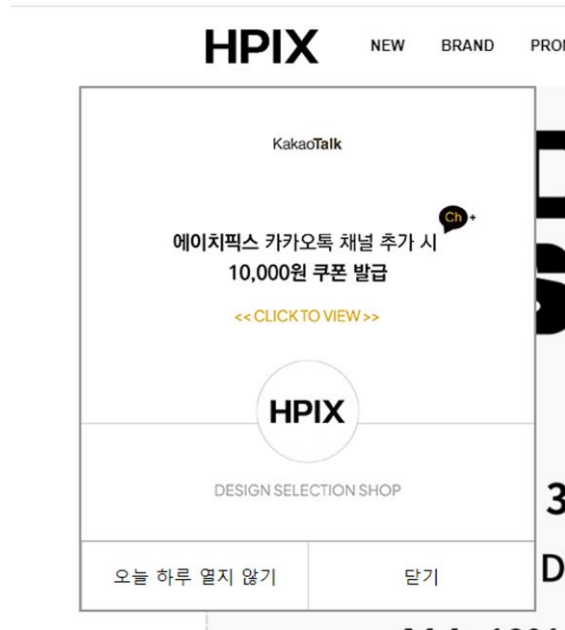 HPIX NEW BRAND
KakaoTalk
Ch+
에이치픽스 카카오톡 채널 추가 시
10,000원 쿠폰 발급
<< CLICK TO VIEW >>
HPIX
DESIGN SELECTION SHOP
3
D
오늘 하루 열지 않기 닫기